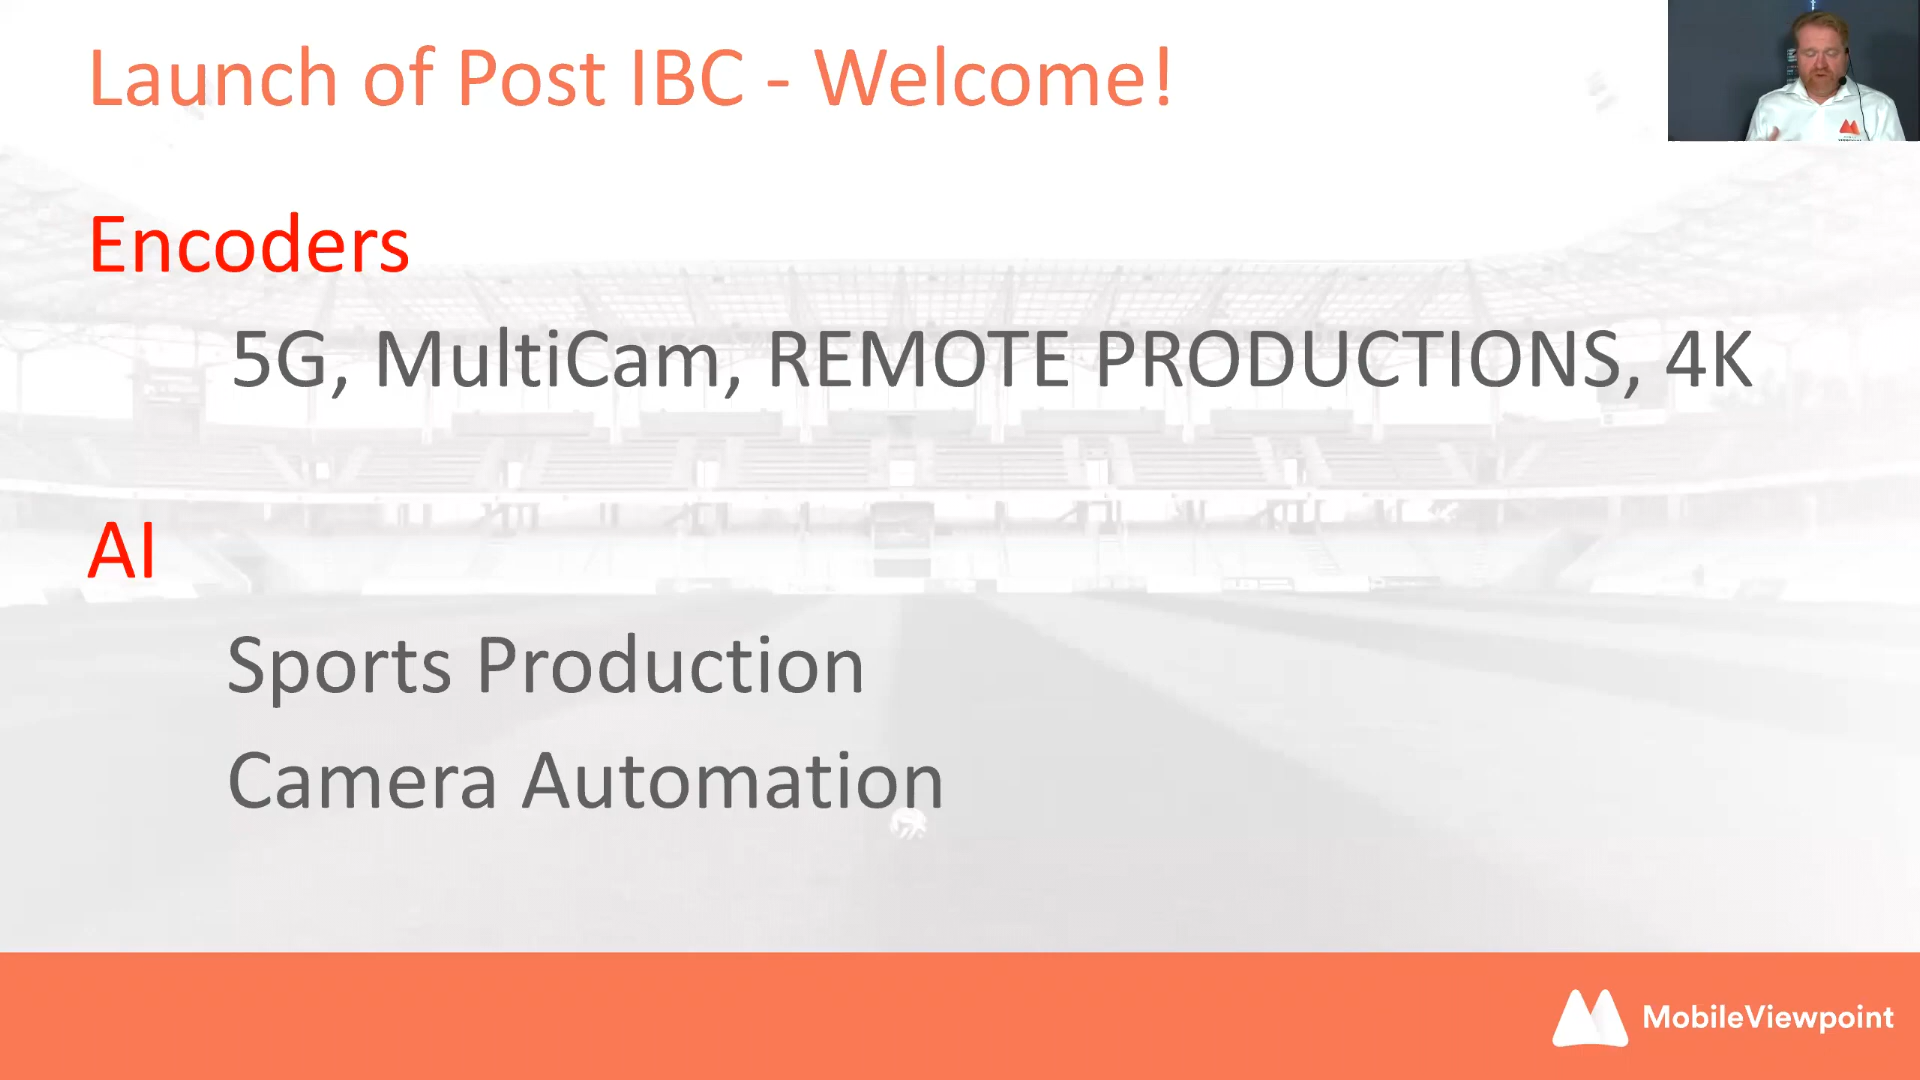 Launch of Post IBC - Welcome!
Encoders
5G, MultiCam, REMOTE PRODUCTIONS, 4K
AI
Sports Production
Camera Automation
MobileViewpoint